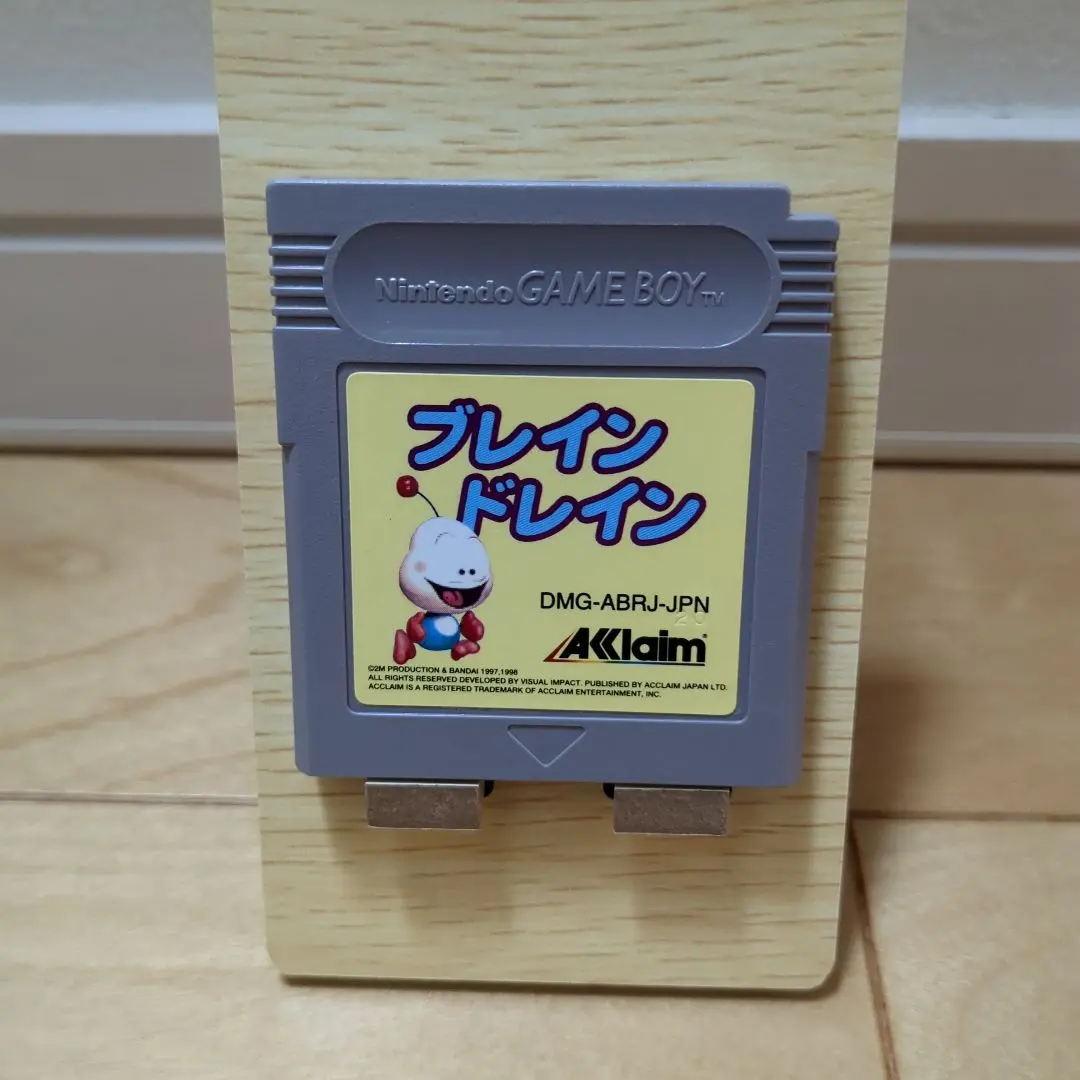 Nintendo GAME BOY TM
ブレイン
ドレイン
DMG-ABRJ-JPN
20
AKKlaim
©2M PRODUCTION & BANDAI 1997,1998
ALL RIGHTS RESERVED DEVELOPED BY VISUAL IMPACT. PUBLISHED BY ACCLAIM JAPAN LTD.
ACCLAIM IS A REGISTERED TRADEMARK OF ACCLAIM ENTERTAINMENT, INC.